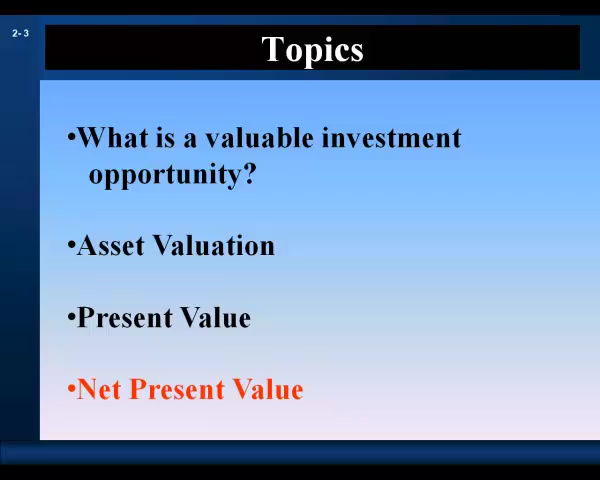 2- 3
Topics
•What is a valuable investment
opportunity?
•Asset Valuation
•Present Value
•Net Present Value